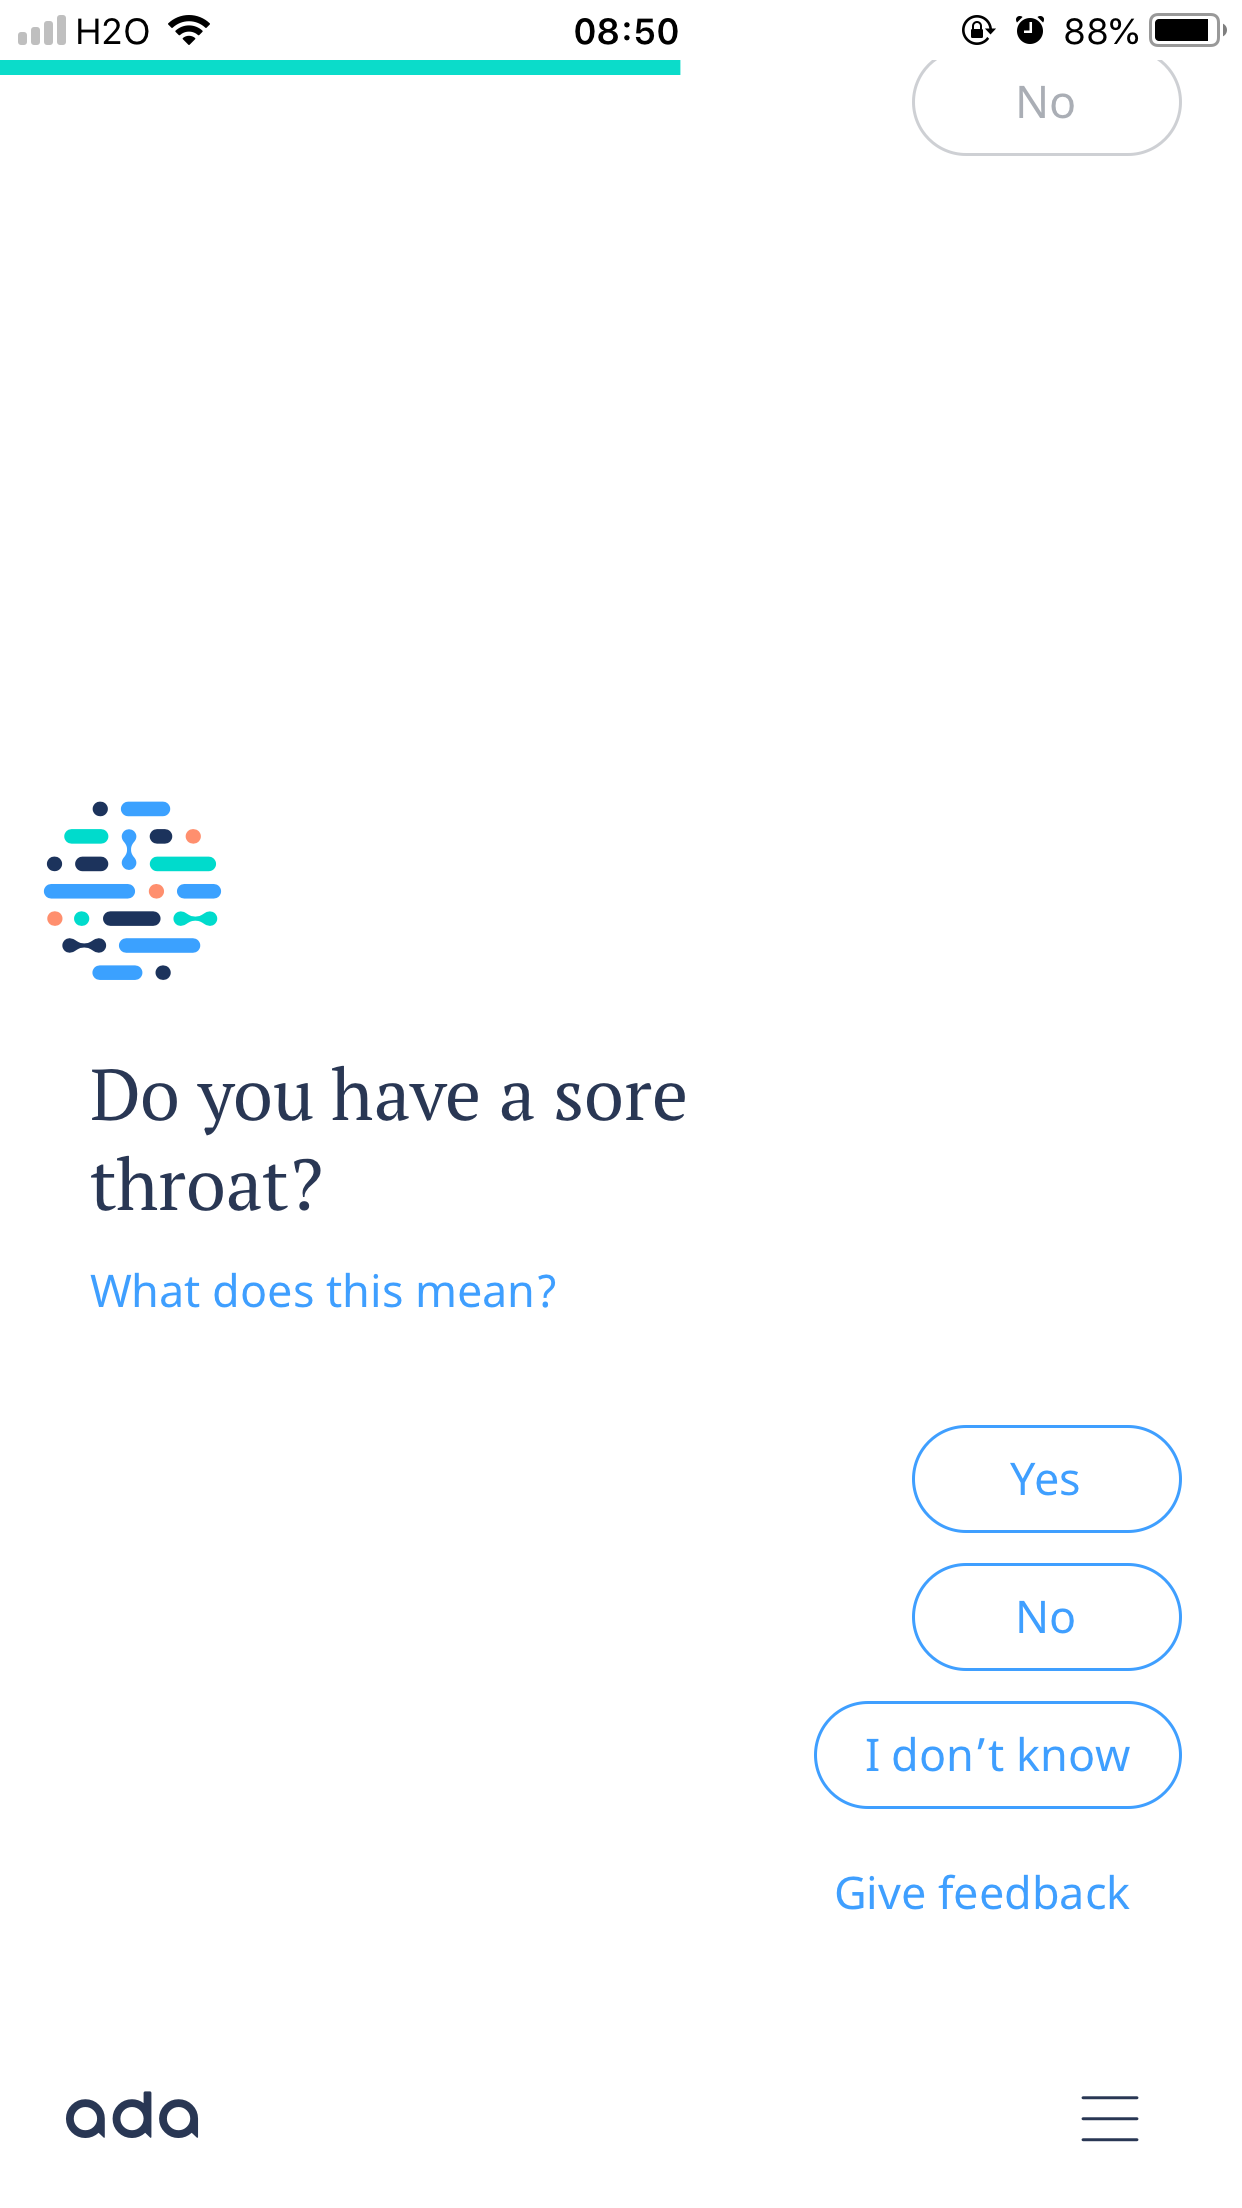 H2O 08:50 88%
No
Do you have a sore
throat?
What does this mean?
Yes
No
I don’t know
Give feedback
ada